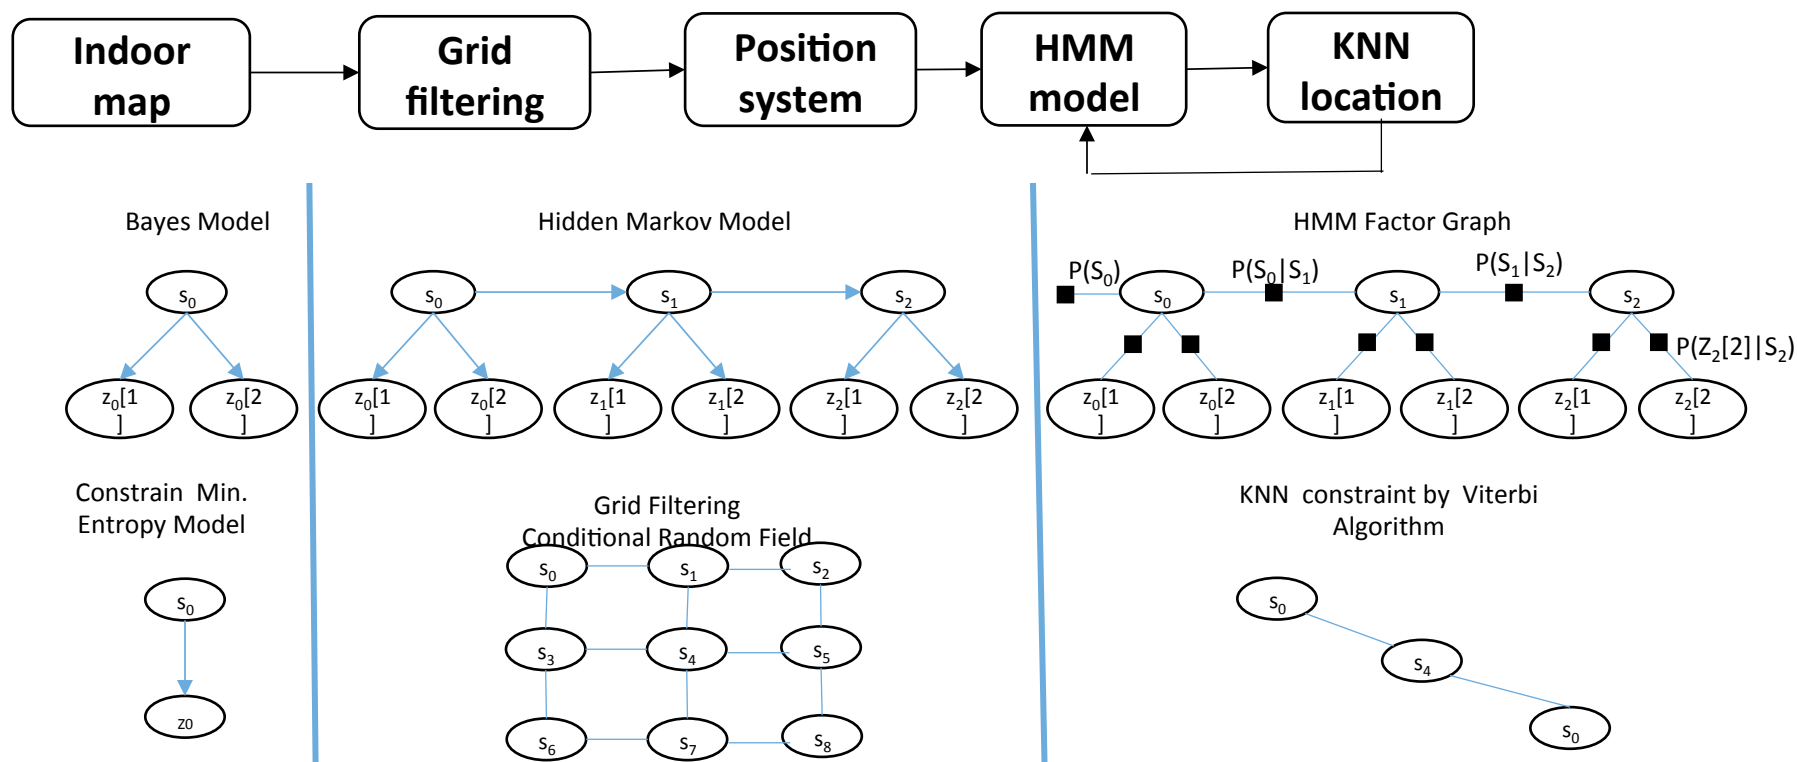 Indoor
map
Grid
filtering
Position
system
HMM
model
KNN
location
Bayes Model
s0
z0[1
]
z0[2
]
Constrain Min.
Entropy Model
s0
z0
Hidden Markov Model
s0
s1
s2
z0[1
]
z0[2
]
z1[1
]
z1[2
]
z2[1
]
z2[2
]
Grid Filtering
Conditional Random Field
s0
s1
s2
s3
s4
s5
s6
s7
s8
HMM Factor Graph
P(S0)
P(S0|S1)
P(S1|S2)
s0
s1
s2
P(Z2[2]|S2)
z0[1
]
z0[2
]
z1[1
]
z1[2
]
z2[1
]
z2[2
]
KNN constraint by Viterbi
Algorithm
s0
s4
s0